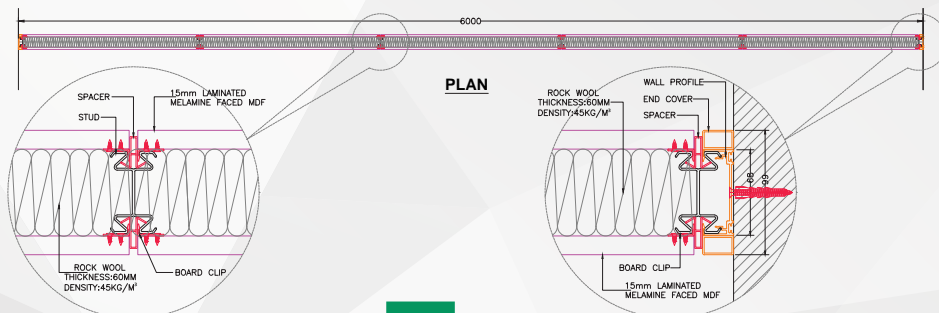 6000
PLAN
SPACER
15mm LAMINATED
MELAMINE FACED MDF
STUD
ROCK WOOL
THICKNESS:60MM
DENSITY:45KG/M³
BOARD CLIP
WALL PROFILE
ROCK WOOL
THICKNESS:60MM
DENSITY:45KG/M³
END COVER
SPACER
68
99
BOARD CLIP
15mm LAMINATED
MELAMINE FACED MDF